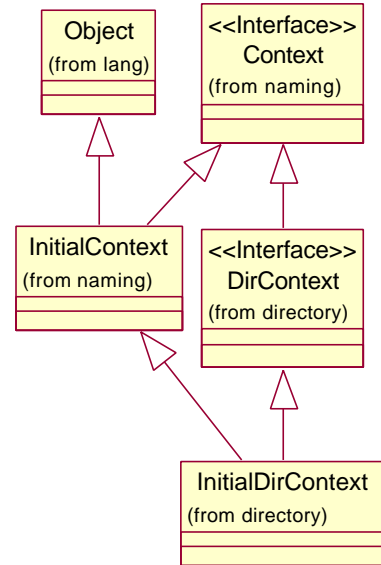 Object
(from lang)
<<Interface>>
Context
(from naming)
InitialContext
(from naming)
<<Interface>>
DirContext
(from directory)
InitialDirContext
(from directory)